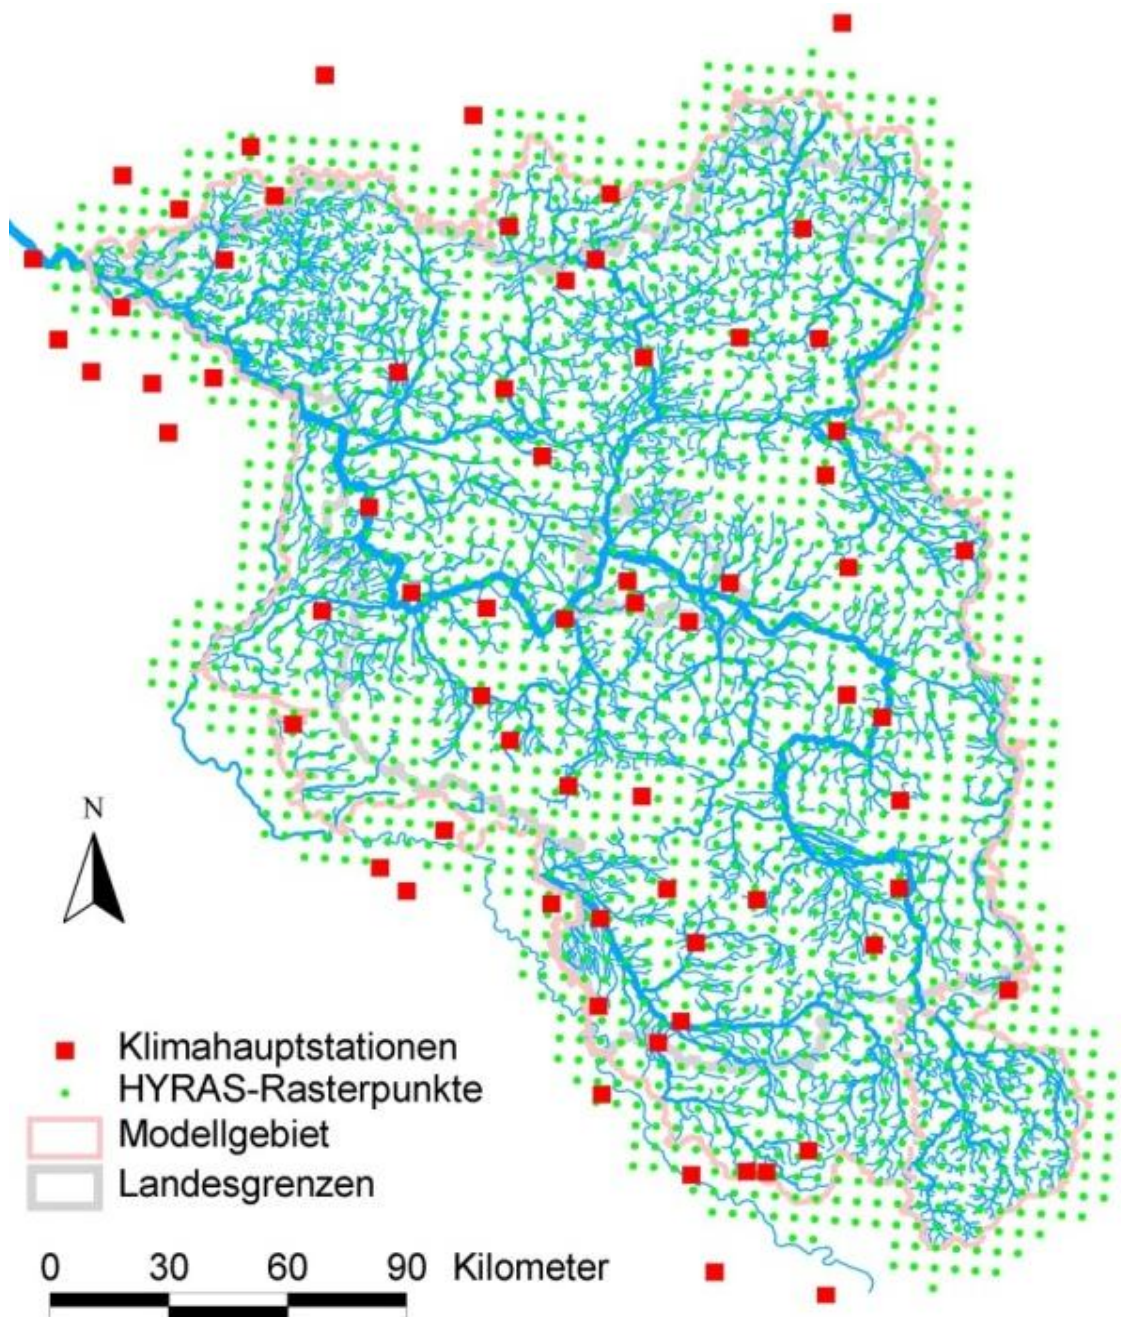 N
Klimahauptstationen
HYRAS-Rasterpunkte
Modellgebiet
Landesgrenzen
0 30 60 90 Kilometer